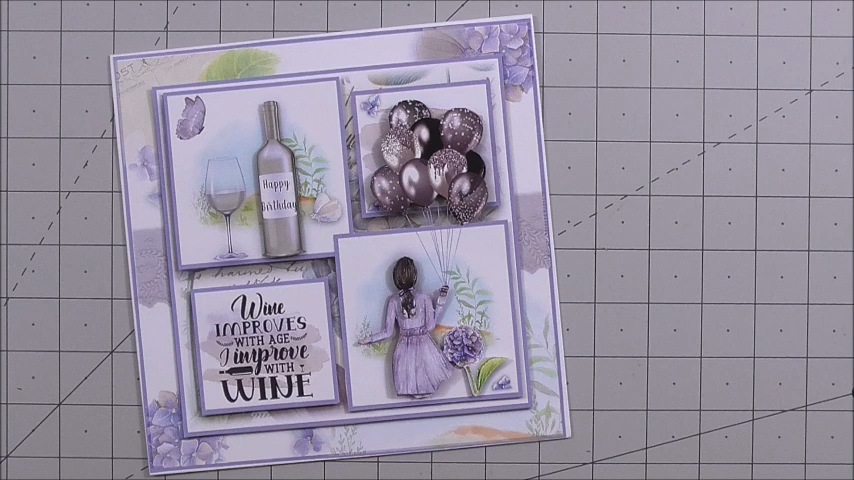 Happy
Birthday
Wine
IMPROVES
WITH AGE
I improve
WITH
WINE